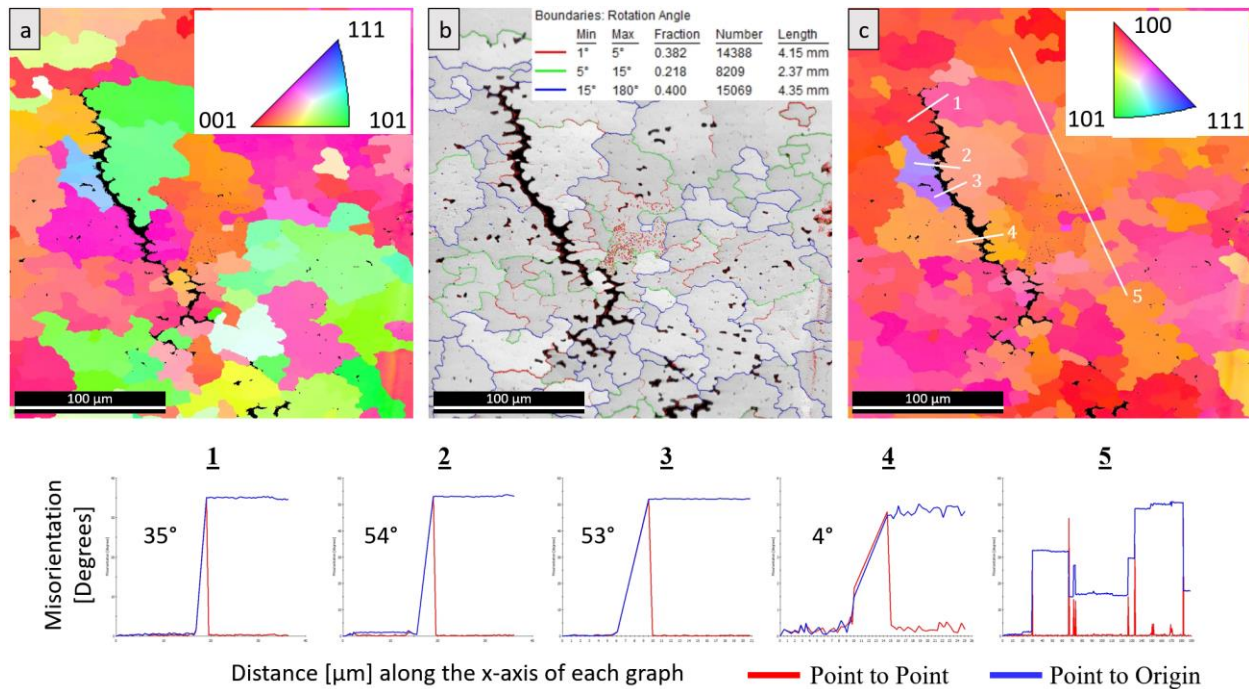 a
111
001
101
100 µm
b
Boundaries: Rotation Angle
Min Max Fraction Number Length
1° 5° 0.382 14388 4.15 mm
5° 15° 0.218 8209 2.37 mm
15° 180° 0.400 15069 4.35 mm
100 µm
c
100
101
111
1
2
3
4
5
100 µm
1 2 3 4 5
Misorientation
[Degrees]
35° 54° 53° 4°
Distance [µm] along the x-axis of each graph
Point to Point Point to Origin